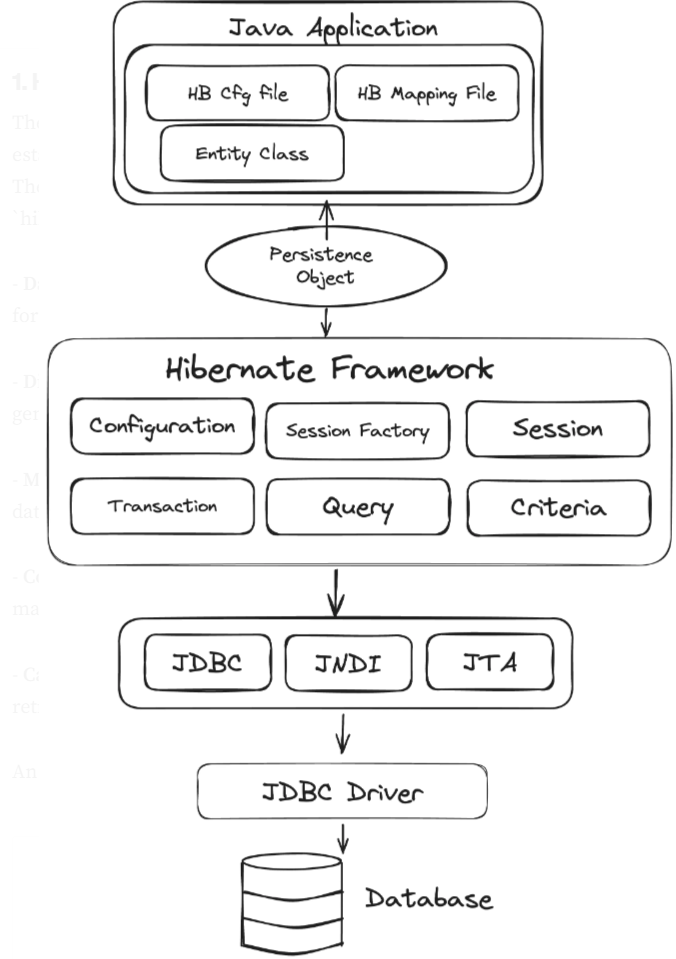 Java Application
HB Cfg file
HB Mapping File
Entity Class
Persistence
Object
Hibernate Framework
Configuration
Session Factory
Session
Transaction
Query
Criteria
JDBC
JNDI
JTA
JDBC Driver
Database